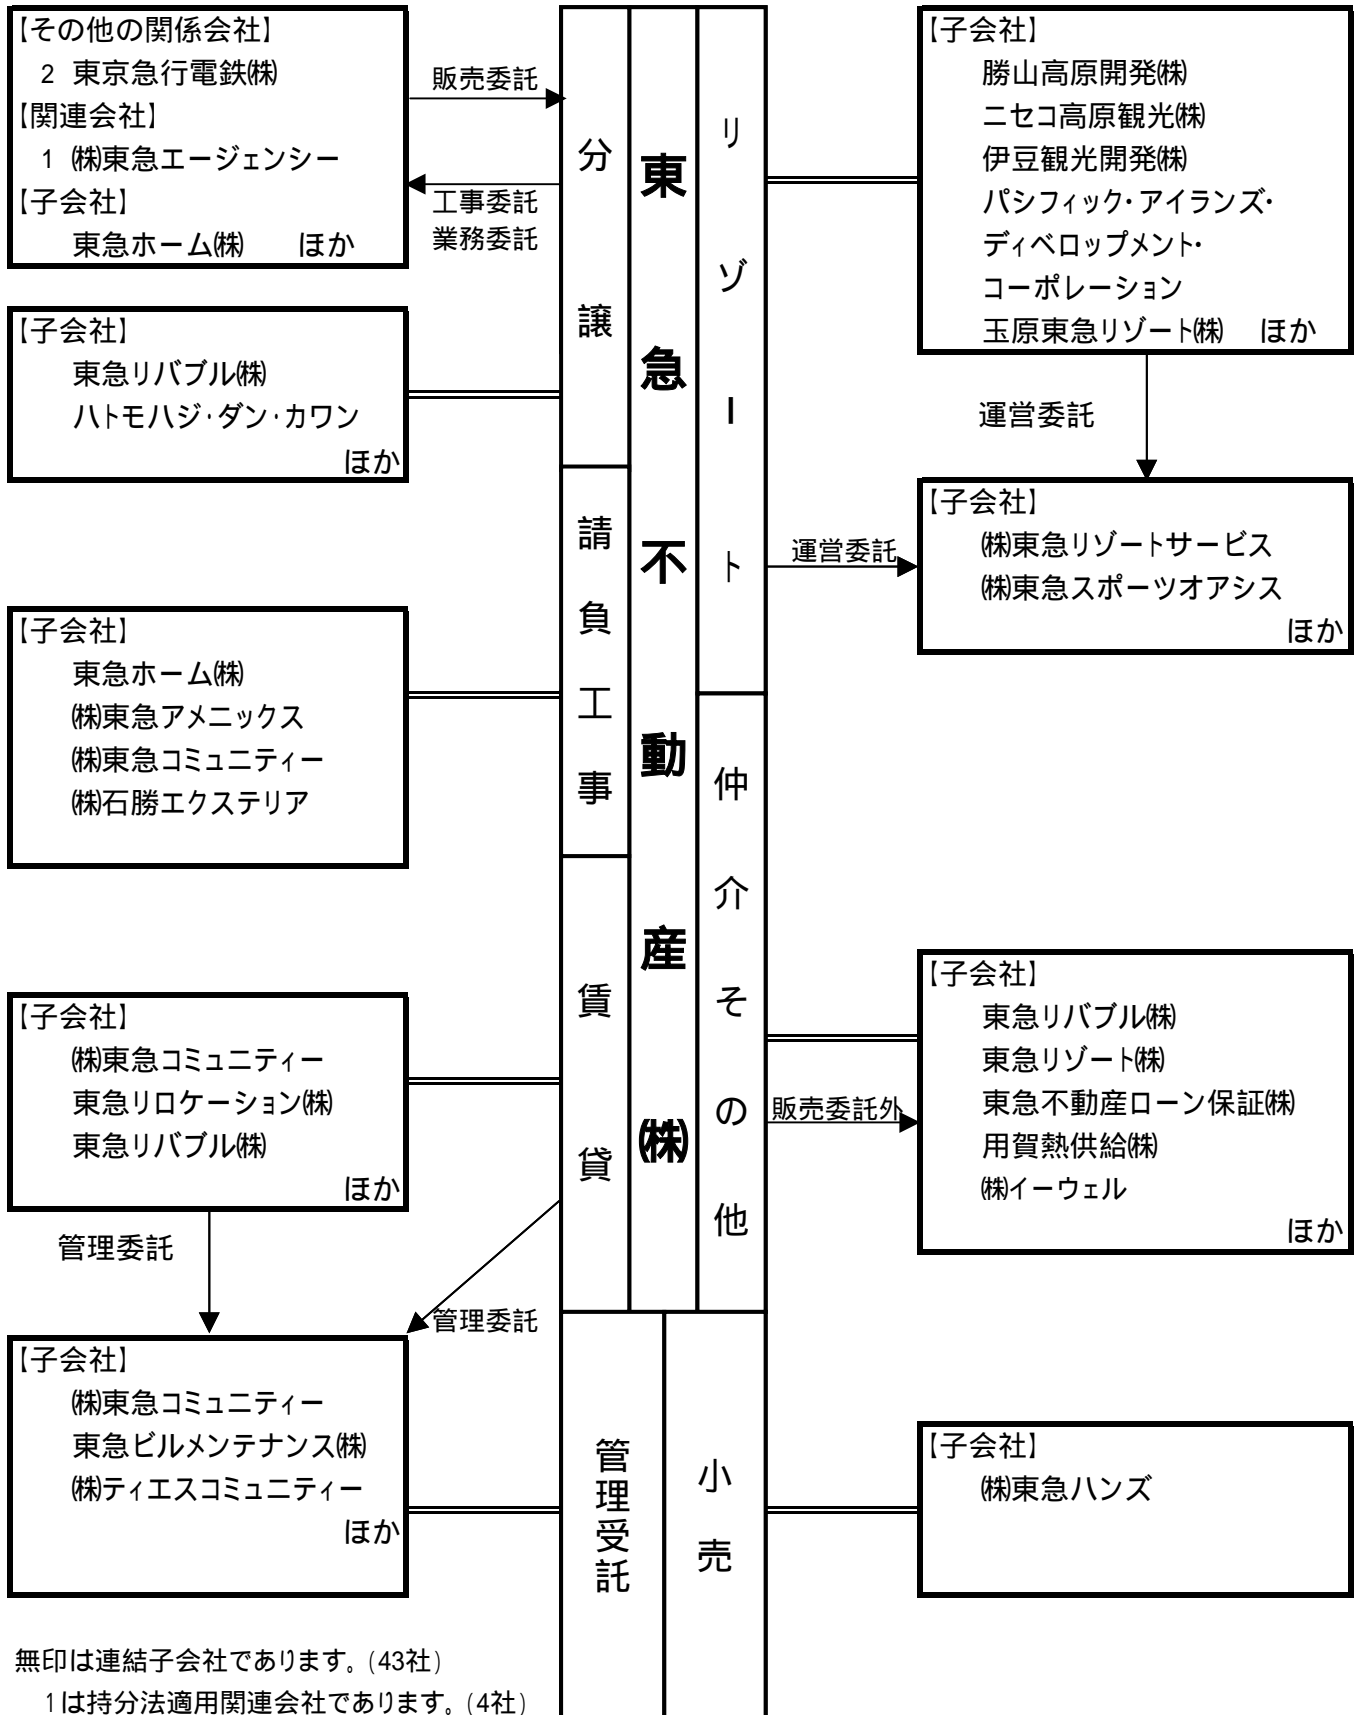 【その他の関係会社】
2 東京急行電鉄㈱
【関連会社】
1 ㈱東急エージェンシー
【子会社】
東急ホーム㈱ ほか
販売委託
工事委託
業務委託
【子会社】
東急リバブル㈱
ハトモハジ・ダン・カワン
ほか
【子会社】
東急ホーム㈱
㈱東急アメニックス
㈱東急コミュニティー
㈱石勝エクステリア
【子会社】
㈱東急コミュニティー
東急リロケーション㈱
東急リバブル㈱
ほか
管理委託
管理委託
【子会社】
㈱東急コミュニティー
東急ビルメンテナンス㈱
㈱ティエスコミュニティー
ほか
分譲
請負工事
賃貸
東急不動産㈱
リゾート
仲介その他
管理受託
小売
【子会社】
勝山高原開発㈱
ニセコ高原観光㈱
伊豆観光開発㈱
パシフィック・アイランズ・
ディベロップメント・
コーポレーション
玉原東急リゾート㈱ ほか
運営委託
運営委託
【子会社】
㈱東急リゾートサービス
㈱東急スポーツオアシス
ほか
【子会社】
東急リバブル㈱
東急リゾート㈱
東急不動産ローン保証㈱
用賀熱供給㈱
㈱イーウェル
ほか
販売委託外
【子会社】
㈱東急ハンズ
無印は連結子会社であります。(43社)
1は持分法適用関連会社であります。(4社)